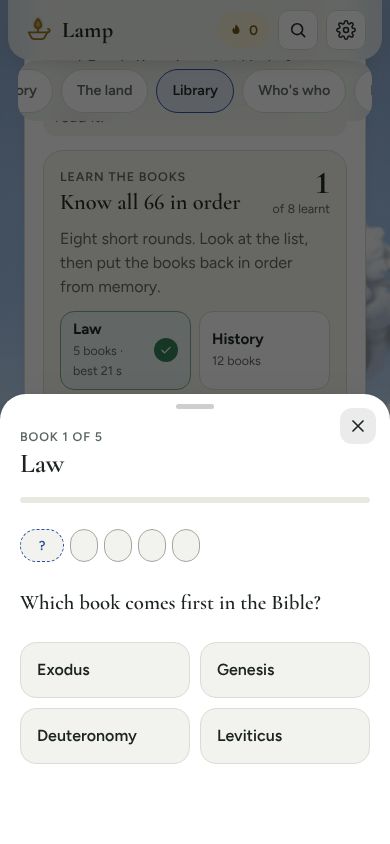 Lamp
0
ory
The land
Library
Who's who
LEARN THE BOOKS
Know all 66 in order
1
of 8 learnt
Eight short rounds. Look at the list,
then put the books back in order
from memory.
Law
5 books ·
best 21 s
History
12 books
BOOK 1 OF 5
Law
?
Which book comes first in the Bible?
Exodus
Genesis
Deuteronomy
Leviticus